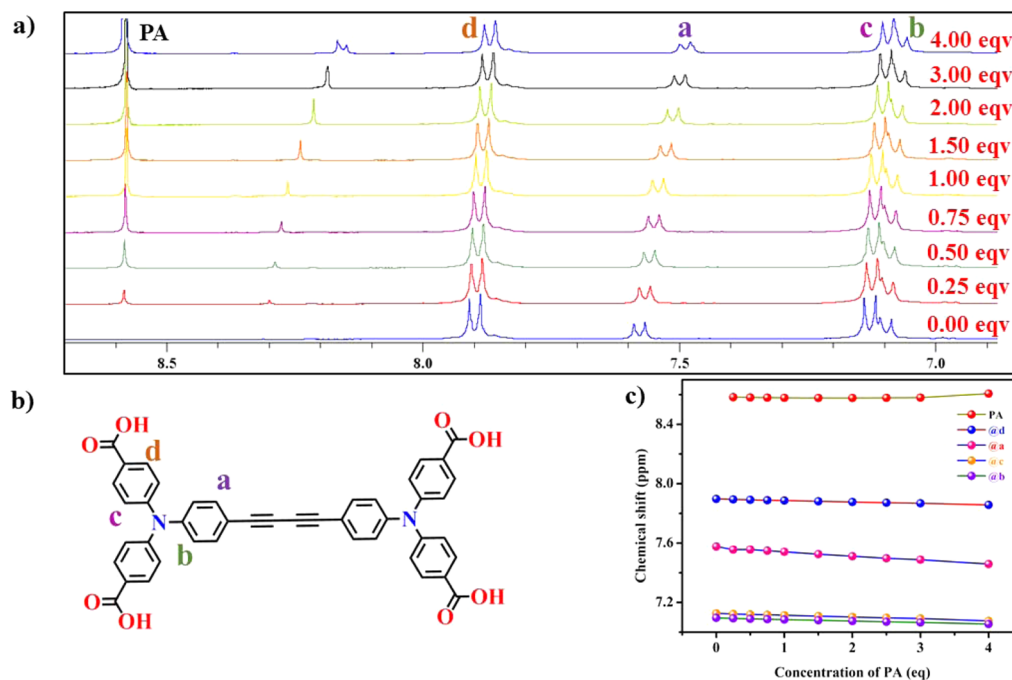 a)
PA
d
a
c
b
4.00 eqv
3.00 eqv
2.00 eqv
1.50 eqv
1.00 eqv
0.75 eqv
0.50 eqv
0.25 eqv
0.00 eqv
8.5
8.0
7.5
7.0
b)
O
OH
d
c
a
b
N
O
OH
O
OH
N
O
OH
c)
8.4
8.0
7.6
7.2
Chemical shift (ppm)
PA
@d
@a
@c
@b
0
1
2
3
4
Concentration of PA (eq)